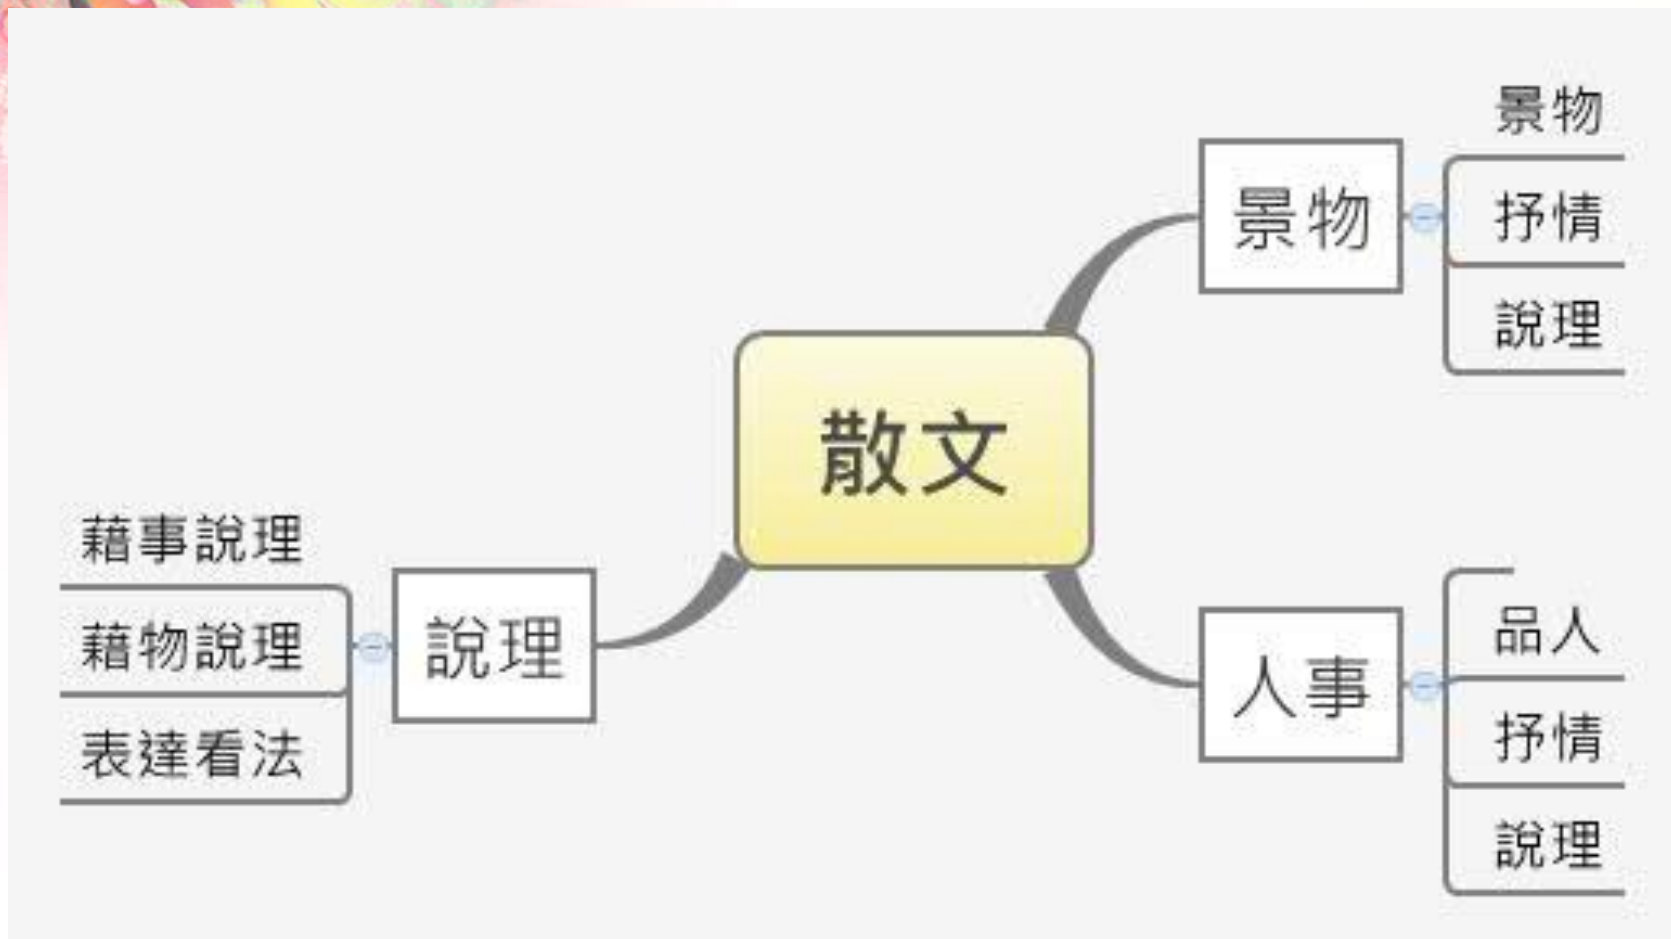 散文
景物
景物
抒情
說理
人事
品人
抒情
說理
說理
藉事說理
藉物說理
表達看法